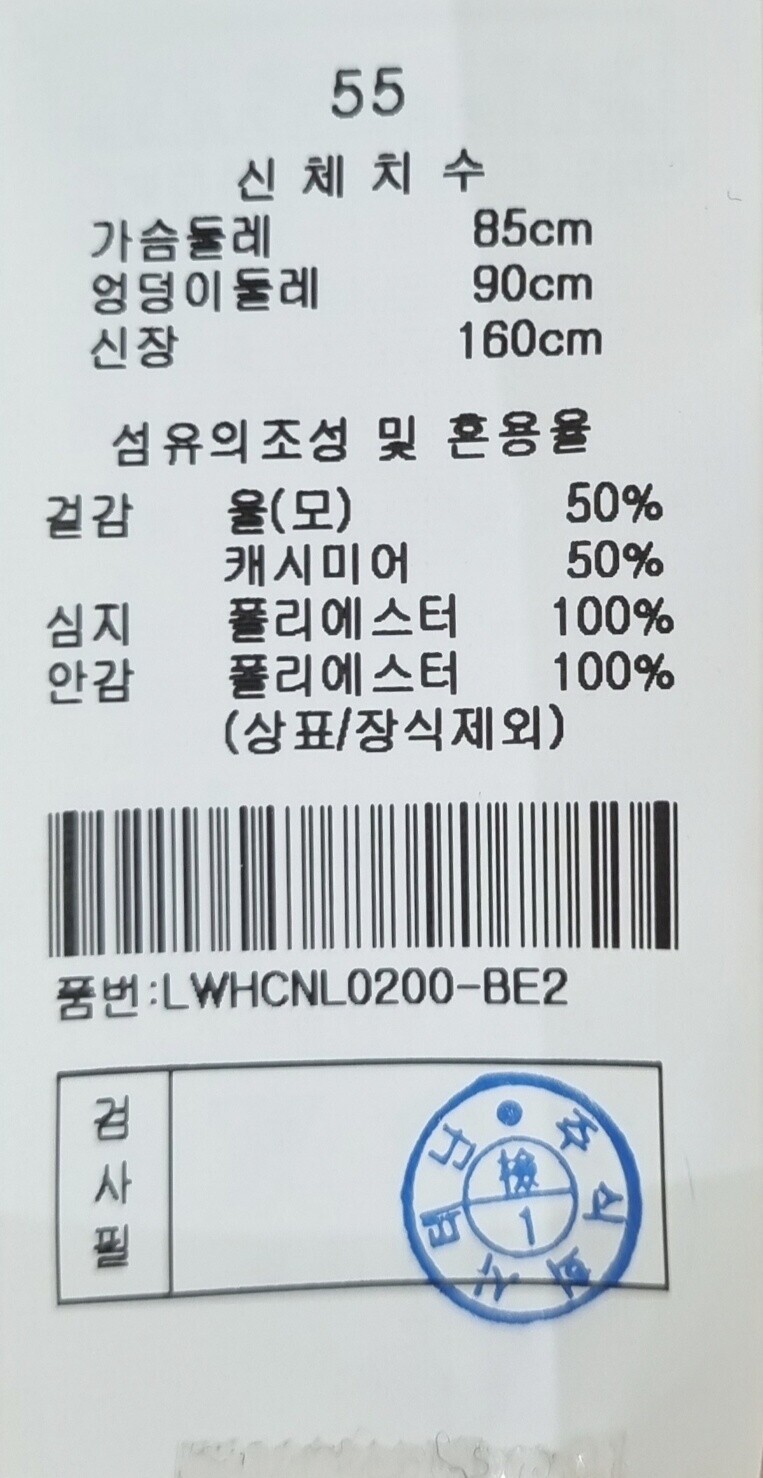 55
신체치수
가슴둘레 85cm
엉덩이둘레 90cm
신장 160cm
섬유의조성 및 혼용율
겉감 울(모) 50%
캐시미어 50%
심지 폴리에스터 100%
안감 폴리에스터 100%
(상표/장식제외)
품번:LWHCNL0200-BE2
검사필
檢
1